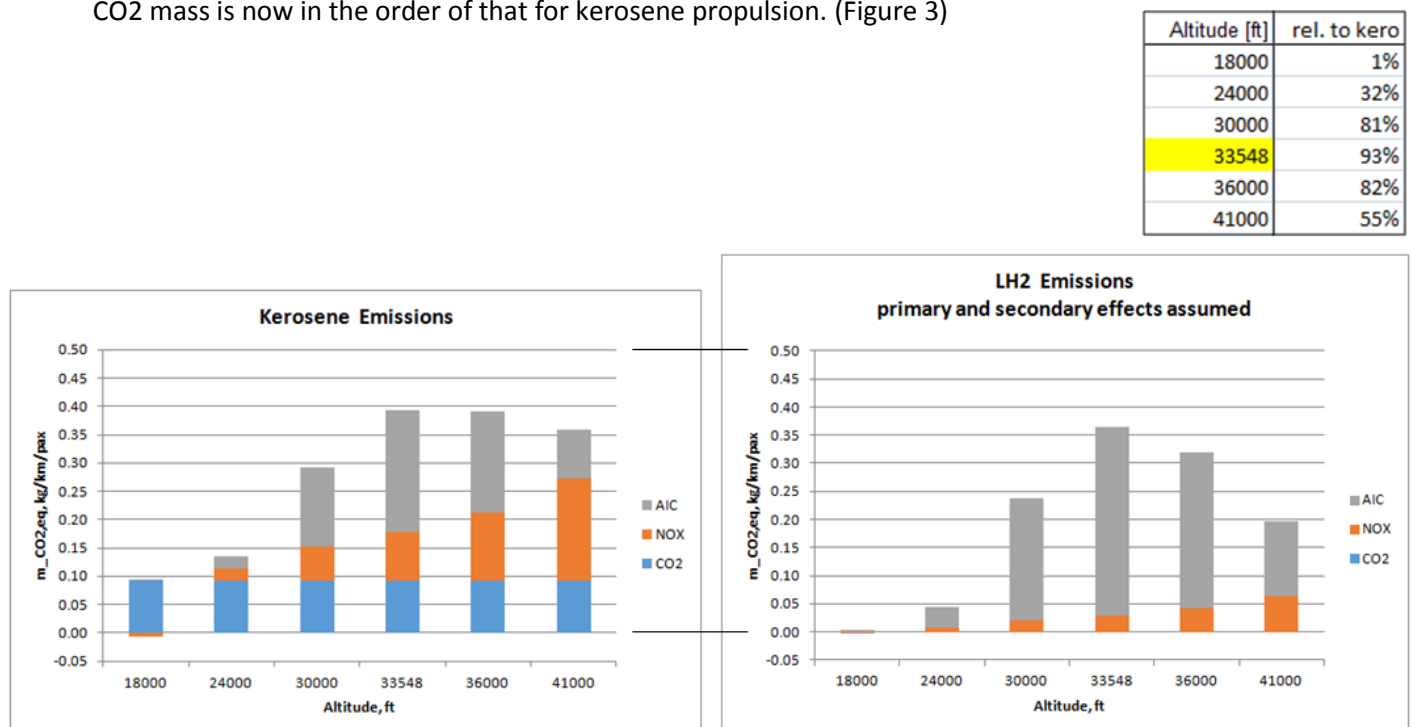 CO2 mass is now in the order of that for kerosene propulsion. (Figure 3)
Altitude [ft] rel. to kero
18000 1%
24000 32%
30000 81%
33548 93%
36000 82%
41000 55%
Kerosene Emissions
0.50
0.45
0.40
0.35
0.30
0.25
0.20
0.15
0.10
0.05
0.00
-0.05
m_CO2,eq, kg/km/pax
18000 24000 30000 33548 36000 41000
Altitude, ft
AIC
NOX
CO2
LH2 Emissions
primary and secondary effects assumed
0.50
0.45
0.40
0.35
0.30
0.25
0.20
0.15
0.10
0.05
0.00
-0.05
m_CO2,eq, kg/km/pax
18000 24000 30000 33548 36000 41000
Altitude, ft
AIC
NOX
CO2